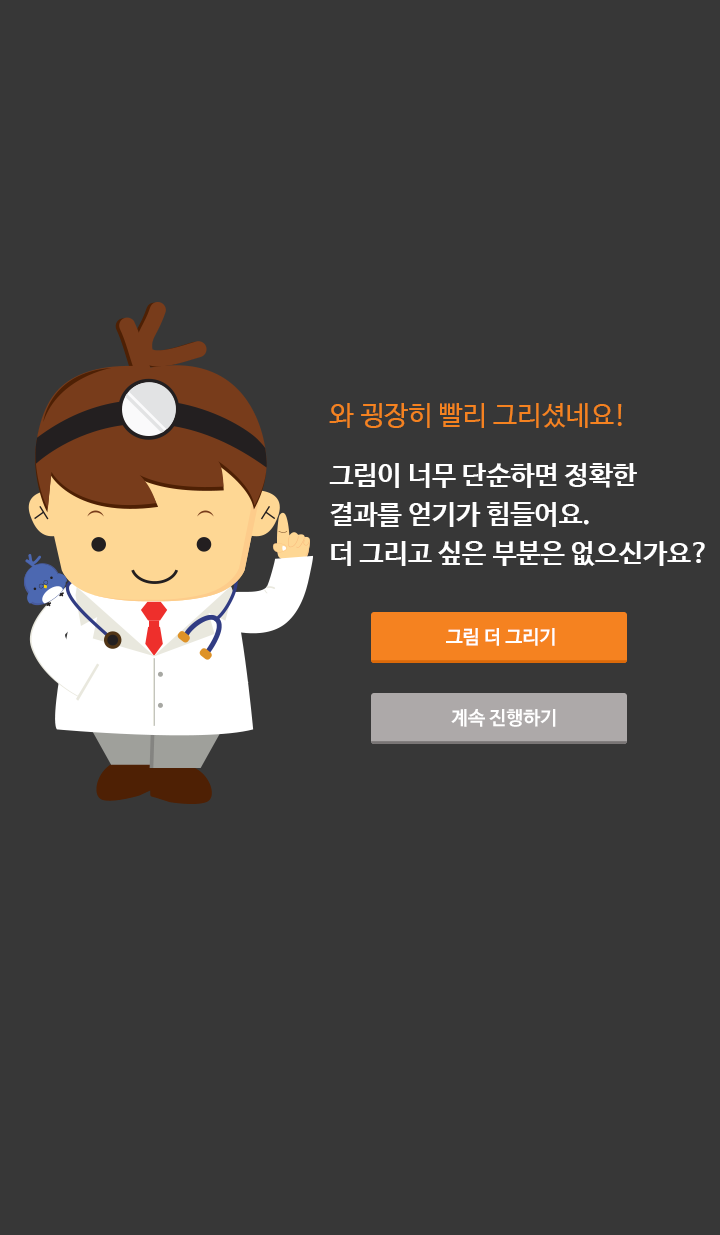 와 굉장히 빨리 그리셨네요!
그림이 너무 단순하면 정확한
결과를 얻기가 힘들어요.
더 그리고 싶은 부분은 없으신가요?
그림 더 그리기
계속 진행하기